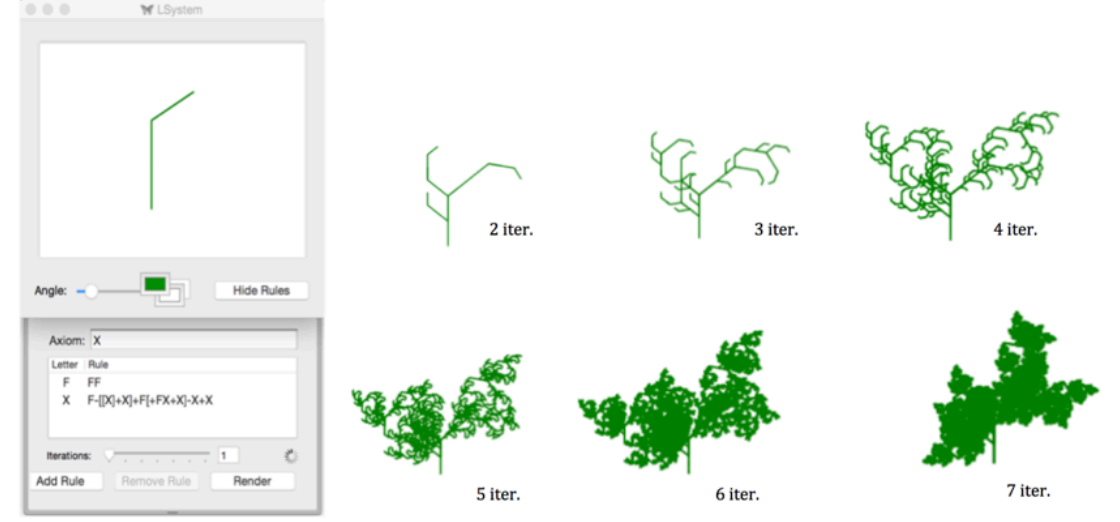 LSystem
2 iter.
3 iter.
4 iter.
Angle:
Hide Rules
Axiom: X
Letter Rule
F FF
X F-[[X]+X]+F[+FX+X]-X+X
Iterations: 1
Add Rule Remove Rule Render
5 iter.
6 iter.
7 iter.